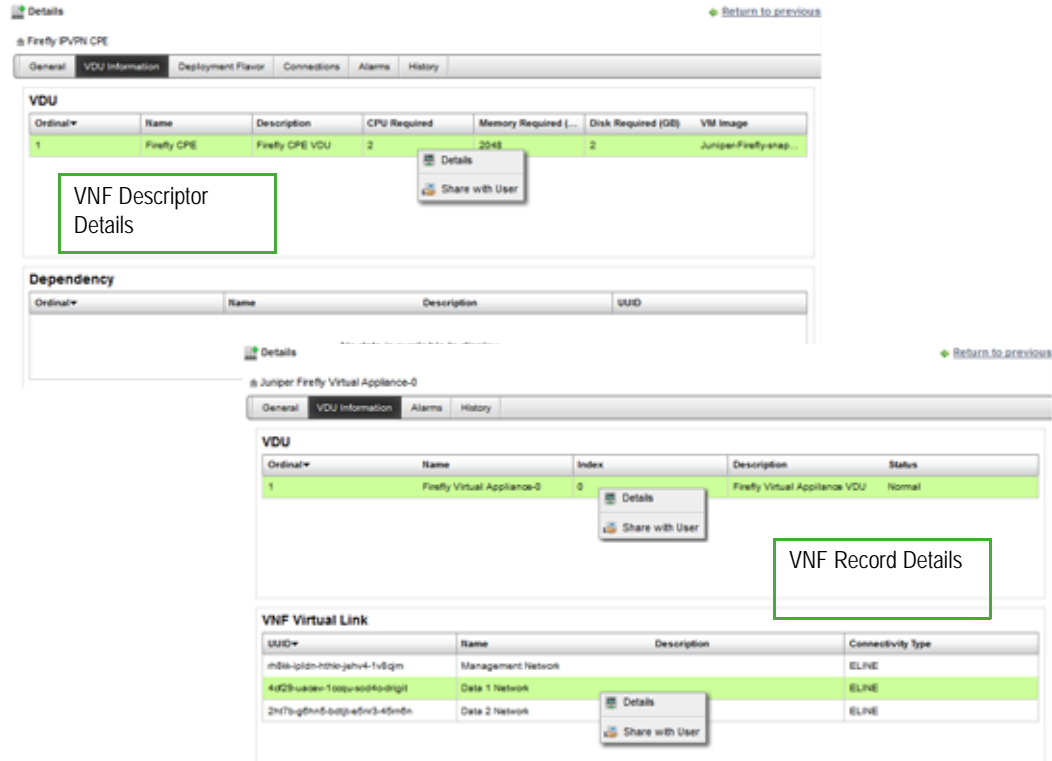 Details
Return to previous
Firefly IPVPN CPE
General VDU Information Deployment Flavor Connections Alarms History
VDU
Ordinal Name Description CPU Required Memory Required (... Disk Required (GB) VM Image
1 Firefly CPE Firefly CPE VDU 2 2048 2 Juniper-Firefly-snap...
Details
Share with User
VNF Descriptor
Details
Dependency
Ordinal Name Description UUID
Details
Return to previous
Juniper Firefly Virtual Appliance-0
General VDU Information Alarms History
VDU
Ordinal Name Index Description Status
1 Firefly Virtual Appliance-0 0 Firefly Virtual Appliance VDU Normal
Details
Share with User
VNF Record Details
VNF Virtual Link
UUID Name Description Connectivity Type
Management Network ELINE
Data 1 Network ELINE
Details
Data 2 Network ELINE
Share with User